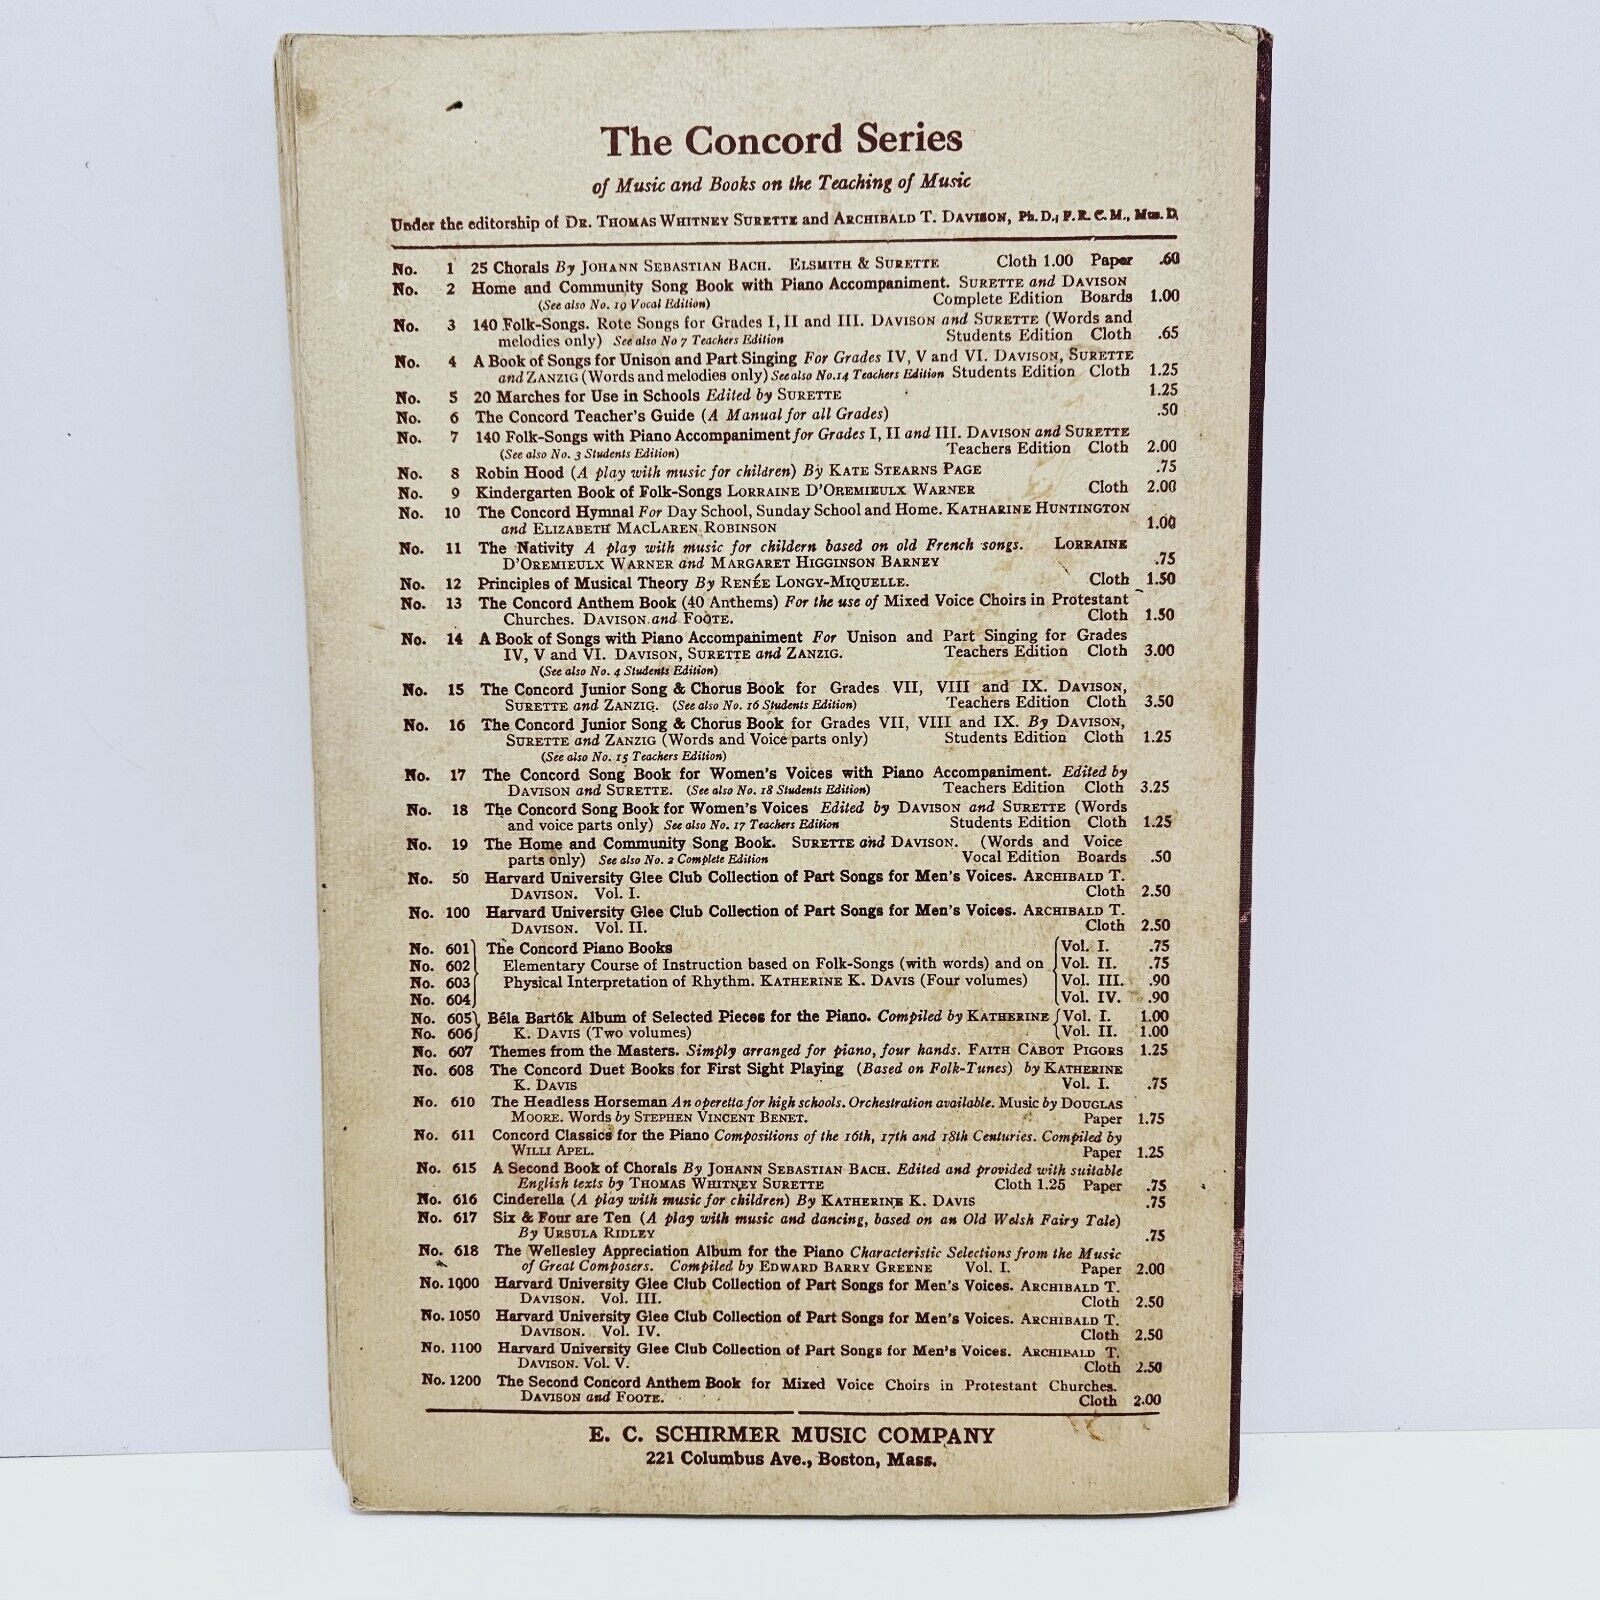 The Concord Series
of Music and Books on the Teaching of Music
Under the editorship of DR. THOMAS WHITNEY SURETTE and ARCHIBALD T. DAVISON, Ph. D., F. R. C. M., Mus. D.
No. 1 25 Chorals By JOHANN SEBASTIAN BACH. ELSMITH & SURETTE Cloth 1.00 Paper .60
No. 2 Home and Community Song Book with Piano Accompaniment. SURETTE and DAVISON
(See also No. 19 Vocal Edition) Complete Edition Boards 1.00
No. 3 140 Folk-Songs. Rote Songs for Grades I, II and III. DAVISON and SURETTE (Words and
melodies only) See also No 7 Teachers Edition Students Edition Cloth .65
No. 4 A Book of Songs for Unison and Part Singing For Grades IV, V and VI. DAVISON, SURETTE
and ZANZIG (Words and melodies only) See also No. 14 Teachers Edition Students Edition Cloth 1.25
No. 5 20 Marches for Use in Schools Edited by SURETTE 1.25
No. 6 The Concord Teacher's Guide (A Manual for all Grades) .50
No. 7 140 Folk-Songs with Piano Accompaniment for Grades I, II and III. DAVISON and SURETTE
(See also No. 3 Students Edition) Teachers Edition Cloth 2.00
No. 8 Robin Hood (A play with music for children) By KATE STEARNS PAGE .75
No. 9 Kindergarten Book of Folk-Songs LORRAINE D'OREMIEULX WARNER Cloth 2.00
No. 10 The Concord Hymnal For Day School, Sunday School and Home. KATHARINE HUNTINGTON
and ELIZABETH MACLAREN ROBINSON 1.00
No. 11 The Nativity A play with music for childern based on old French songs. LORRAINE
D'OREMIEULX WARNER and MARGARET HIGGINSON BARNEY .75
No. 12 Principles of Musical Theory By RENÉE LONGY-MIQUELLE. Cloth 1.50
No. 13 The Concord Anthem Book (40 Anthems) For the use of Mixed Voice Choirs in Protestant
Churches. DAVISON and FOOTE. Cloth 1.50
No. 14 A Book of Songs with Piano Accompaniment For Unison and Part Singing for Grades
IV, V and VI. DAVISON, SURETTE and ZANZIG. Teachers Edition Cloth 3.00
(See also No. 4 Students Edition)
No. 15 The Concord Junior Song & Chorus Book for Grades VII, VIII and IX. DAVISON,
SURETTE and ZANZIG. (See also No. 16 Students Edition) Teachers Edition Cloth 3.50
No. 16 The Concord Junior Song & Chorus Book for Grades VII, VIII and IX. By DAVISON,
SURETTE and ZANZIG (Words and Voice parts only) Students Edition Cloth 1.25
(See also No. 15 Teachers Edition)
No. 17 The Concord Song Book for Women's Voices with Piano Accompaniment. Edited by
DAVISON and SURETTE. (See also No. 18 Students Edition) Teachers Edition Cloth 3.25
No. 18 The Concord Song Book for Women's Voices Edited by DAVISON and SURETTE (Words
and voice parts only) See also No. 17 Teachers Edition Students Edition Cloth 1.25
No. 19 The Home and Community Song Book. SURETTE and DAVISON. (Words and Voice
parts only) See also No. 2 Complete Edition Vocal Edition Boards .50
No. 50 Harvard University Glee Club Collection of Part Songs for Men's Voices. ARCHIBALD T.
DAVISON. Vol. I. Cloth 2.50
No. 100 Harvard University Glee Club Collection of Part Songs for Men's Voices. ARCHIBALD T.
DAVISON. Vol. II. Cloth 2.50
No. 601 The Concord Piano Books Vol. I. .75
No. 602 Elementary Course of Instruction based on Folk-Songs (with words) and on Vol. II. .75
No. 603 Physical Interpretation of Rhythm. KATHERINE K. DAVIS (Four volumes) Vol. III. .90
No. 604 Vol. IV. .90
No. 605 Béla Bartók Album of Selected Pieces for the Piano. Compiled by KATHERINE Vol. I. 1.00
No. 606 K. DAVIS (Two volumes) Vol. II. 1.00
No. 607 Themes from the Masters. Simply arranged for piano, four hands. FAITH CABOT PIGORS 1.25
No. 608 The Concord Duet Books for First Sight Playing (Based on Folk-Tunes) by KATHERINE
K. DAVIS Vol. I. .75
No. 610 The Headless Horseman An operetta for high schools. Orchestration available. Music by DOUGLAS
MOORE. Words by STEPHEN VINCENT BENET. Paper 1.75
No. 611 Concord Classics for the Piano Compositions of the 16th, 17th and 18th Centuries. Compiled by
WILLI APEL. Paper 1.25
No. 615 A Second Book of Chorals By JOHANN SEBASTIAN BACH. Edited and provided with suitable
English texts by THOMAS WHITNEY SURETTE Cloth 1.25 Paper .75
No. 616 Cinderella (A play with music for children) By KATHERINE K. DAVIS .75
No. 617 Six & Four are Ten (A play with music and dancing, based on an Old Welsh Fairy Tale)
By URSULA RIDLEY .75
No. 618 The Wellesley Appreciation Album for the Piano Characteristic Selections from the Music
of Great Composers. Compiled by EDWARD BARRY GREENE Vol. I. Paper 2.00
No. 1000 Harvard University Glee Club Collection of Part Songs for Men's Voices. ARCHIBALD T.
DAVISON. Vol. III. Cloth 2.50
No. 1050 Harvard University Glee Club Collection of Part Songs for Men's Voices. ARCHIBALD T.
DAVISON. Vol. IV. Cloth 2.50
No. 1100 Harvard University Glee Club Collection of Part Songs for Men's Voices. ARCHIBALD T.
DAVISON. Vol. V. Cloth 2.50
No. 1200 The Second Concord Anthem Book for Mixed Voice Choirs in Protestant Churches.
DAVISON and FOOTE. Cloth 2.00
E. C. SCHIRMER MUSIC COMPANY
221 Columbus Ave., Boston, Mass.